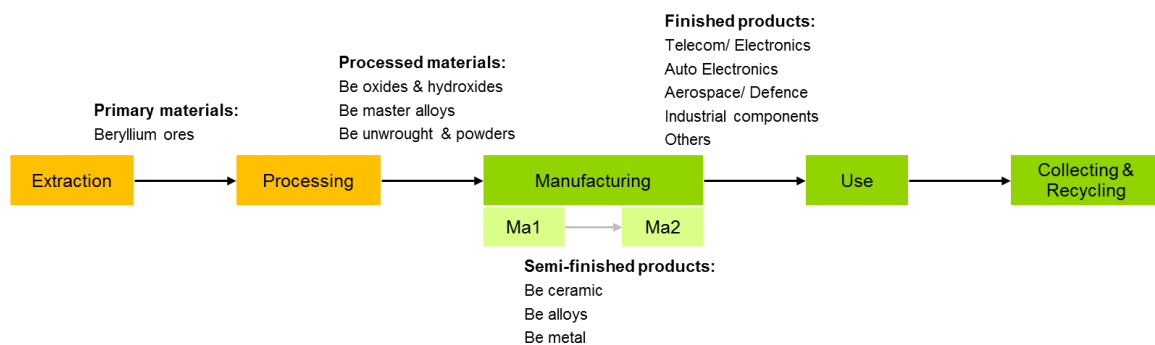 Finished products:
Telecom/ Electronics
Auto Electronics
Aerospace/ Defence
Industrial components
Others
Processed materials:
Be oxides & hydroxides
Be master alloys
Be unwrought & powders
Primary materials:
Beryllium ores
Extraction
Processing
Manufacturing
Use
Collecting &
Recycling
Ma1
Ma2
Semi-finished products:
Be ceramic
Be alloys
Be metal